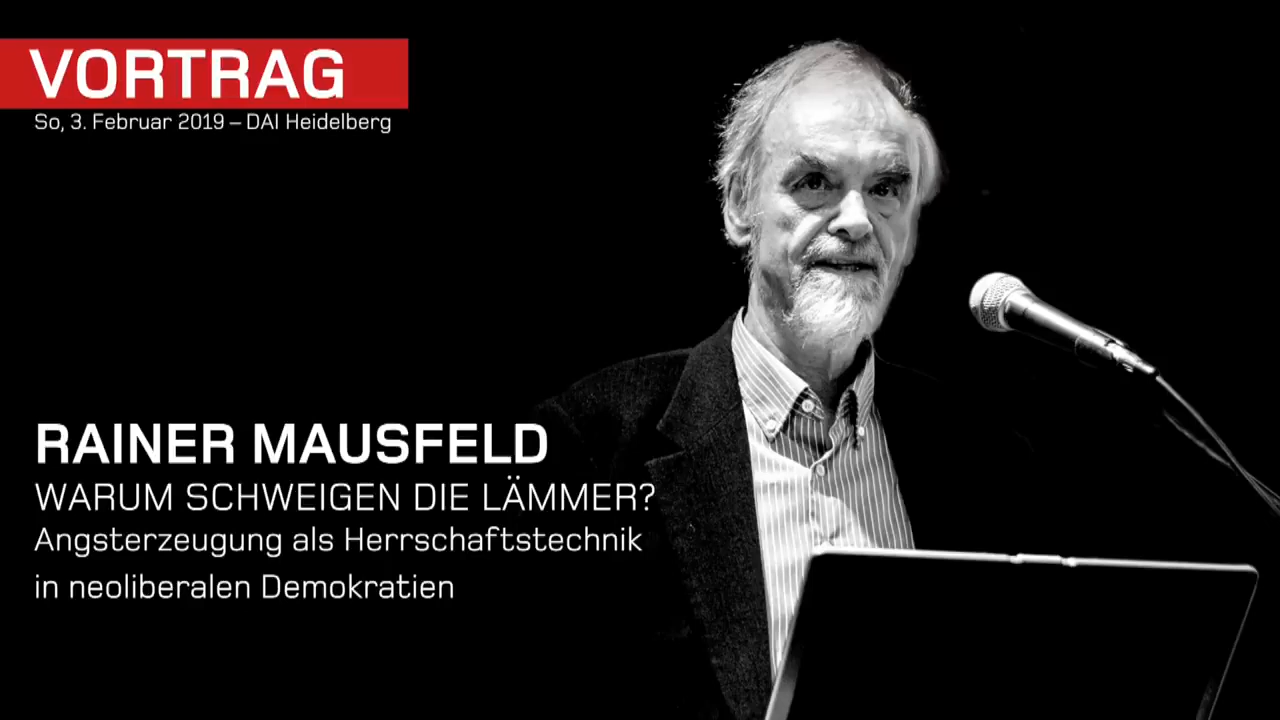 VORTRAG
So, 3. Februar 2019 – DAI Heidelberg
RAINER MAUSFELD
WARUM SCHWEIGEN DIE LÄMMER?
Angsterzeugung als Herrschaftstechnik
in neoliberalen Demokratien